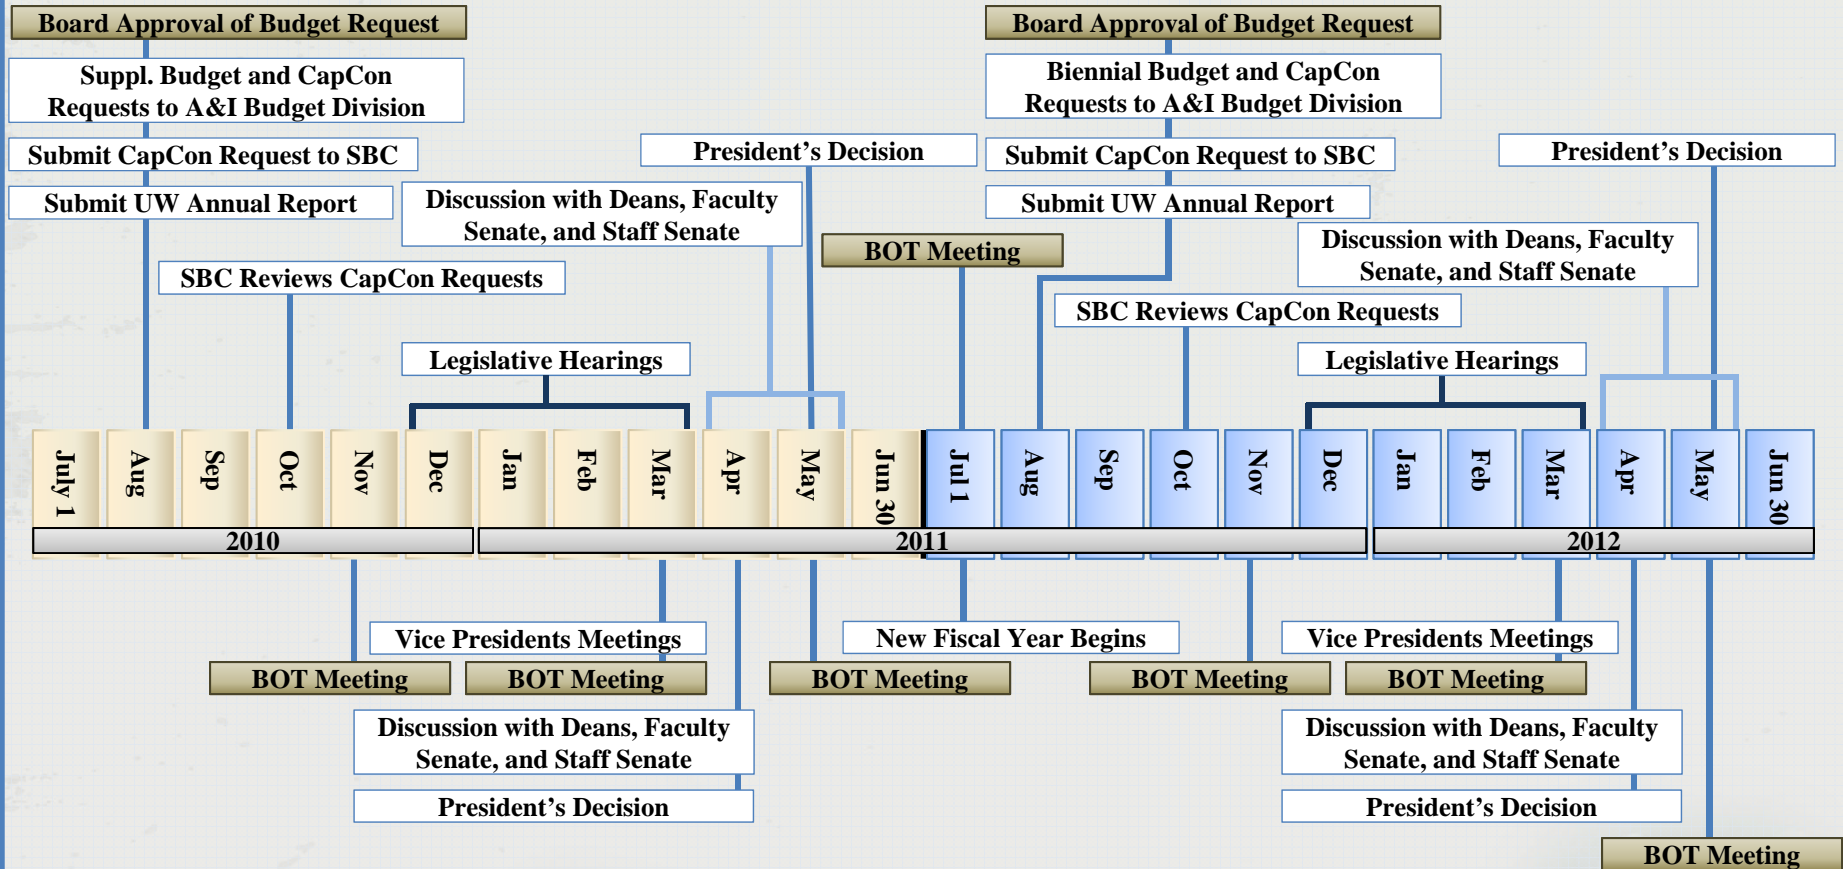 Board Approval of Budget Request
Suppl. Budget and CapCon
Requests to A&I Budget Division
Submit CapCon Request to SBC
Submit UW Annual Report
SBC Reviews CapCon Requests
Discussion with Deans, Faculty
Senate, and Staff Senate
President’s Decision
Legislative Hearings
BOT Meeting
Board Approval of Budget Request
Biennial Budget and CapCon
Requests to A&I Budget Division
Submit CapCon Request to SBC
Submit UW Annual Report
SBC Reviews CapCon Requests
President’s Decision
Discussion with Deans, Faculty
Senate, and Staff Senate
Legislative Hearings
July 1
Aug
Sep
Oct
Nov
Dec
Jan
Feb
Mar
Apr
May
Jun 30
Jul 1
Aug
Sep
Oct
Nov
Dec
Jan
Feb
Mar
Apr
May
Jun 30
2010
2011
2012
Vice Presidents Meetings
BOT Meeting
BOT Meeting
Discussion with Deans, Faculty
Senate, and Staff Senate
President’s Decision
New Fiscal Year Begins
BOT Meeting
BOT Meeting
Vice Presidents Meetings
BOT Meeting
Discussion with Deans, Faculty
Senate, and Staff Senate
President’s Decision
BOT Meeting